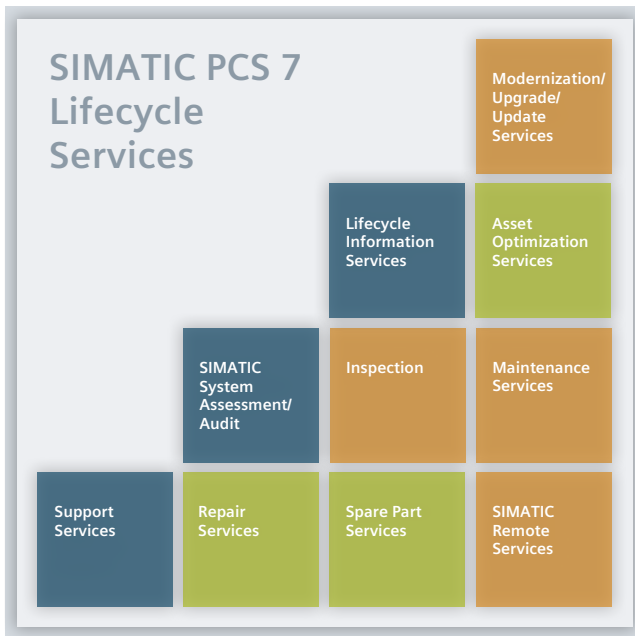 SIMATIC PCS 7
Lifecycle
Services
Modernization/
Upgrade/
Update
Services
Lifecycle
Information
Services
Asset
Optimization
Services
SIMATIC
System
Assessment/
Audit
Inspection
Maintenance
Services
Support
Services
Repair
Services
Spare Part
Services
SIMATIC
Remote
Services